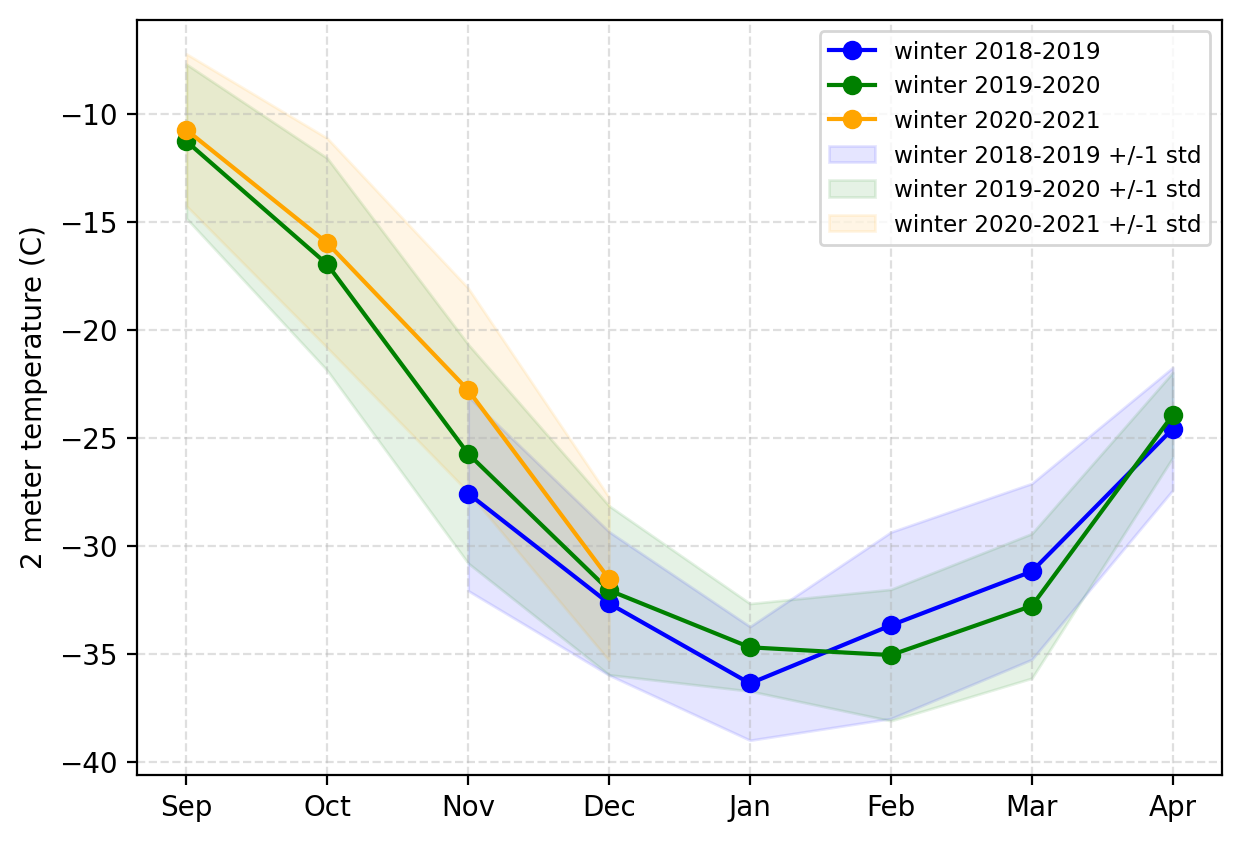 winter 2018-2019
winter 2019-2020
winter 2020-2021
winter 2018-2019 +/-1 std
winter 2019-2020 +/-1 std
winter 2020-2021 +/-1 std
2 meter temperature (C)
−10
−15
−20
−25
−30
−35
−40
Sep Oct Nov Dec Jan Feb Mar Apr